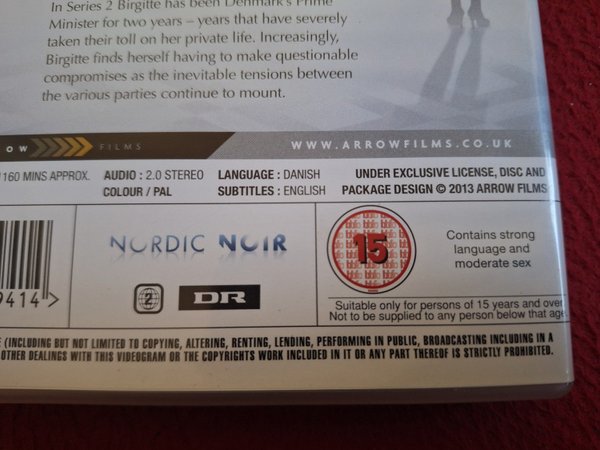 In Series 2 Birgitte has been Denmark's Prime
Minister for two years – years that have severely
taken their toll on her private life. Increasingly,
Birgitte finds herself having to make questionable
compromises as the inevitable tensions between
the various parties continue to mount.
OW FILMS
WWW.ARROWFILMS.CO.UK
1160 MINS APPROX.
AUDIO : 2.0 STEREO
COLOUR / PAL
LANGUAGE : DANISH
SUBTITLES : ENGLISH
UNDER EXCLUSIVE LICENSE, DISC AND
PACKAGE DESIGN © 2013 ARROW FILMS
9414>
NORDIC NOIR
2
DR
15
Contains strong
language and
moderate sex
Suitable only for persons of 15 years and over
Not to be supplied to any person below that age
E (INCLUDING BUT NOT LIMITED TO COPYING, ALTERING, RENTING, LENDING, PERFORMING IN PUBLIC, BROADCASTING INCLUDING IN A
OTHER DEALINGS WITH THIS VIDEOGRAM OR THE COPYRIGHTS WORK INCLUDED IN IT OR ANY PART THEREOF IS STRICTLY PROHIBITED.